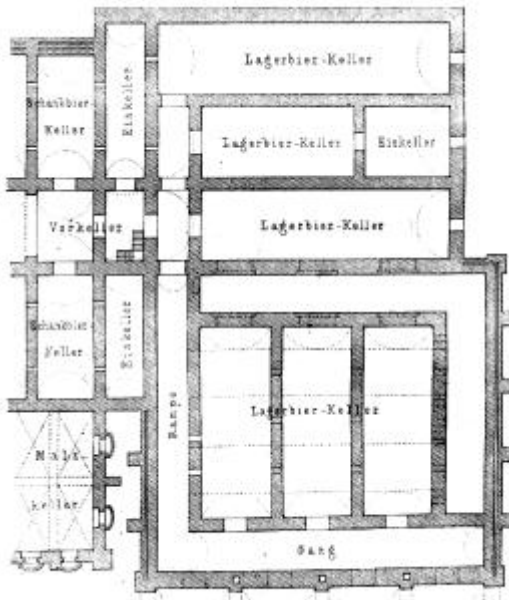 Lagerbier-Keller
Schankbier-
Keller
Eiskeller
Lagerbier-Keller
Eiskeller
Vorkeller
Lagerbier-Keller
Schankbier-
Keller
Eiskeller
Rampe
Lagerbier-Keller
Malz-
keller
Gang